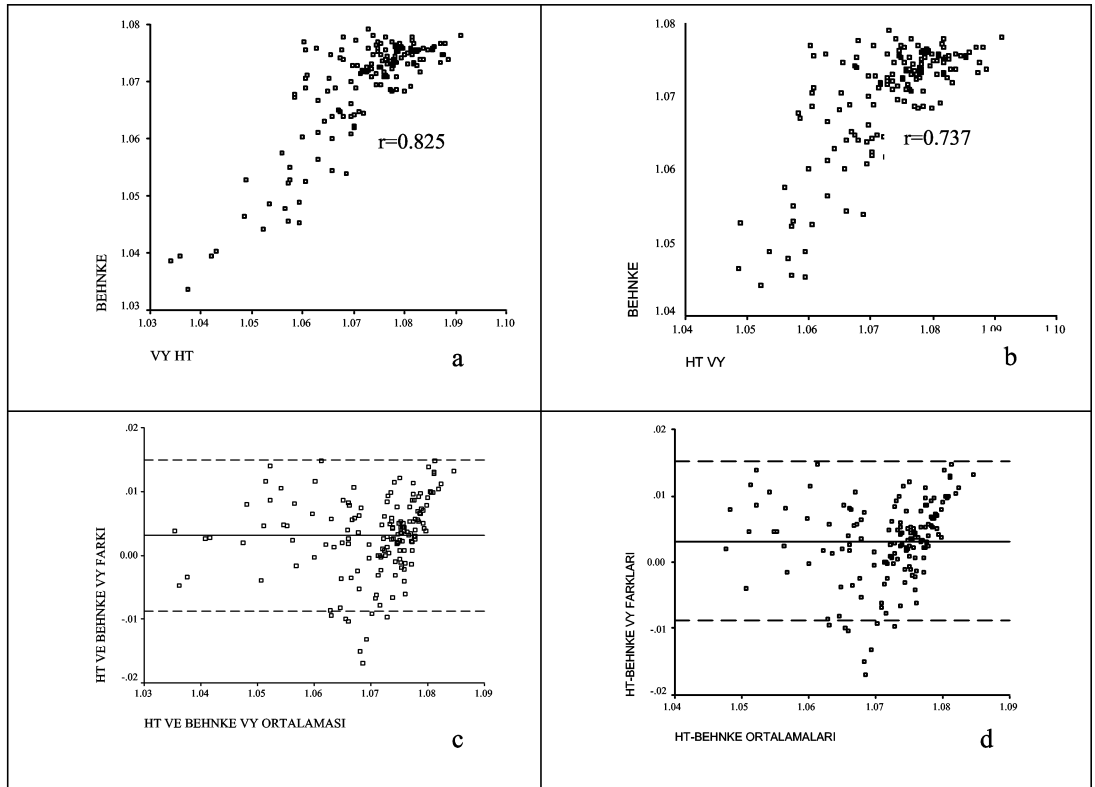 1.08
1.07
1.06
1.05
1.04
1.03
BEHNKE
r=0.825
1.03 1.04 1.05 1.06 1.07 1.08 1.09 1.10
VY HT
a
1.08
1.07
1.06
1.05
1.04
BEHNKE
r=0.737
1.04 1.05 1.06 1.07 1.08 1.10
HT VY
b
.02
.01
0.00
-.01
-.02
HT VE BEHNKE VY FARKI
1.03 1.04 1.05 1.06 1.07 1.08 1.09
HT VE BEHNKE VY ORTALAMASI
c
.02
.01
0.00
-.01
-.02
HT-BEHNKE VY FARKLARI
1.04 1.05 1.06 1.07 1.08 1.09
HT-BEHNKE ORTALAMALARI
d